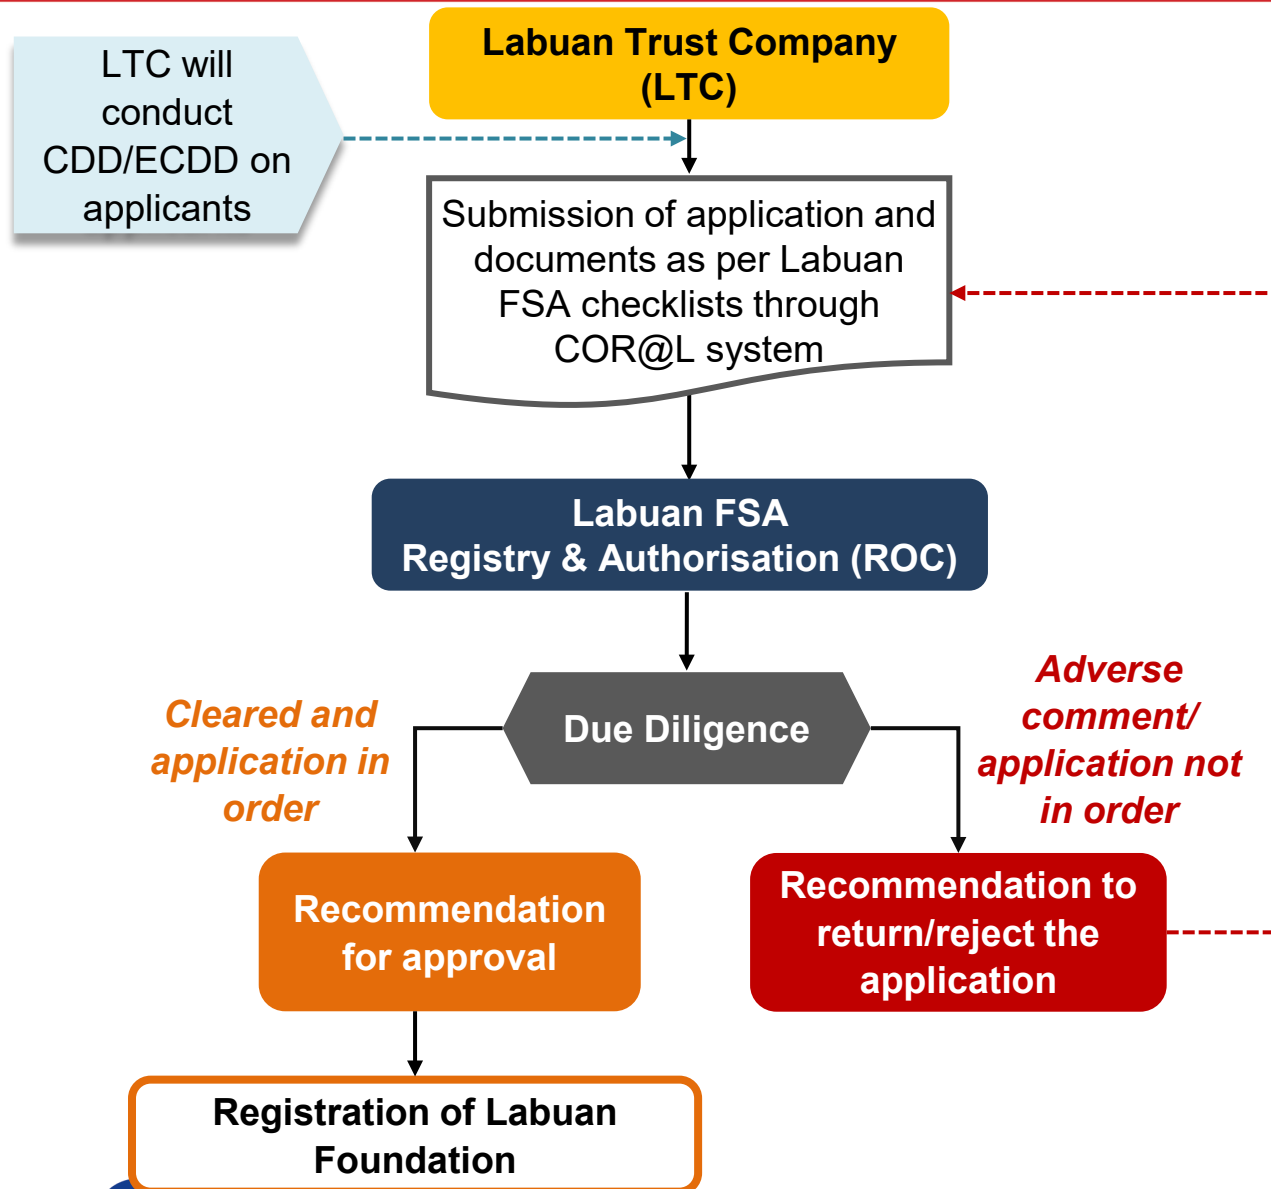 LTC will
conduct
CDD/ECDD on
applicants
Labuan Trust Company
(LTC)
Submission of application and
documents as per Labuan
FSA checklists through
COR@L system
Labuan FSA
Registry & Authorisation (ROC)
Due Diligence
Cleared and
application in
order
Adverse
comment/
application not
in order
Recommendation
for approval
Recommendation to
return/reject the
application
Registration of Labuan
Foundation